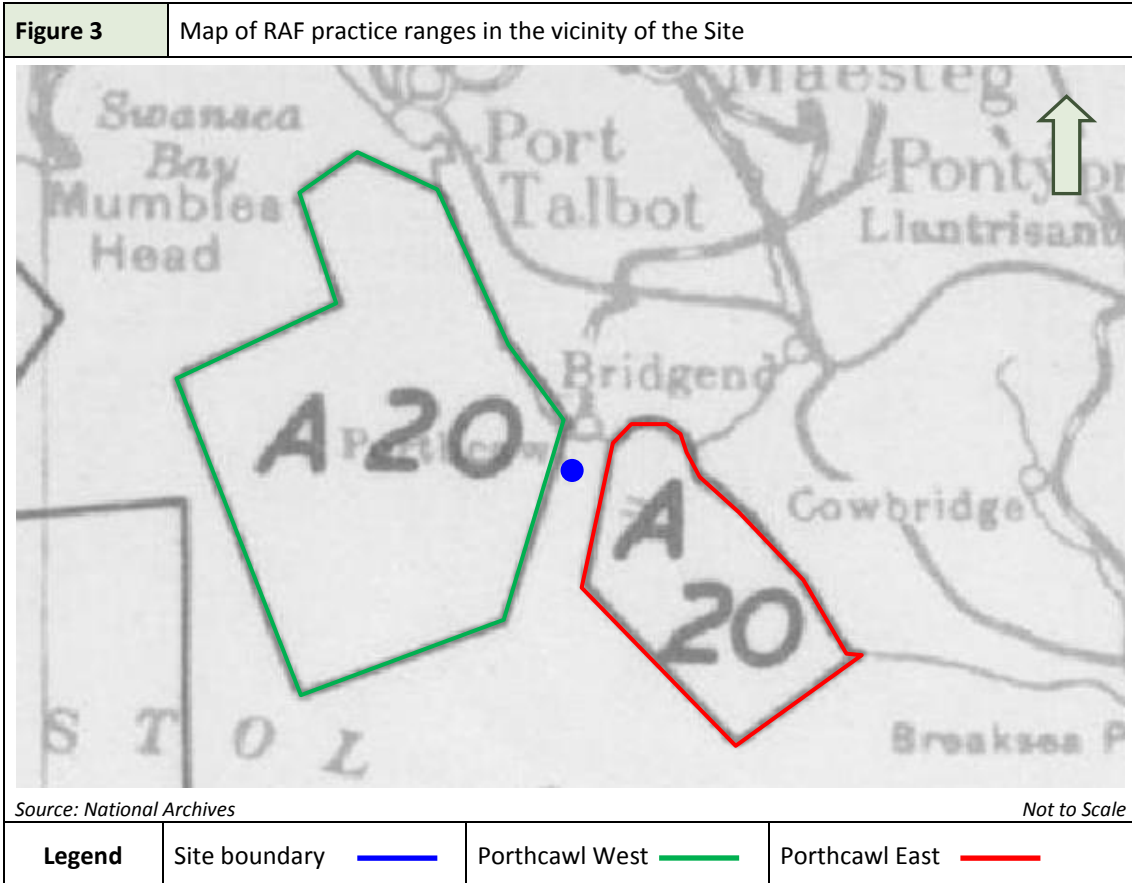 Figure 3
Map of RAF practice ranges in the vicinity of the Site
Maesteg
Swansea
Bay
Port
Talbot
Mumbles
Head
Llantrisant
Bridgend
A 20
A
20
Cowbridge
Breaksea P
S T O L
Source: National Archives
Not to Scale
Legend
Site boundary
Porthcawl West
Porthcawl East